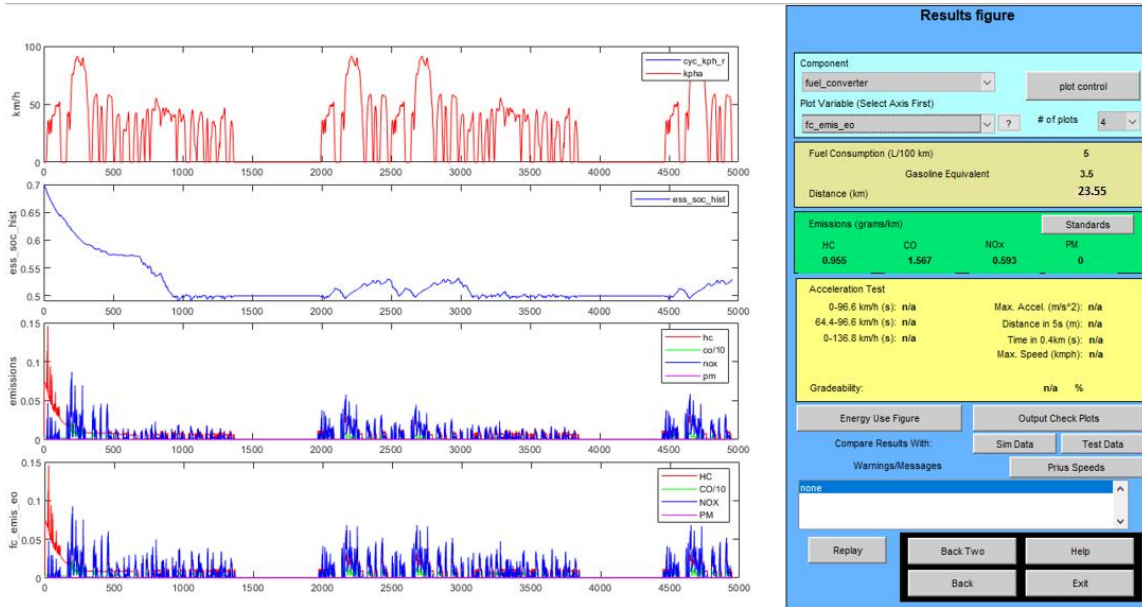 Results figure
100
50
0
km/h
cyc_kph_r
kpha
0 500 1000 1500 2000 2500 3000 3500 4000 4500 5000
0.7
0.6
0.55
0.5
ess_soc_hist
ess_soc_hist
0 500 1000 1500 2000 2500 3000 3500 4000 4500 5000
0.15
0.1
0.05
0
emissions
hc
co/10
nox
pm
0 500 1000 1500 2000 2500 3000 3500 4000 4500 5000
0.15
0.1
0.05
0
fc_emis_eo
HC
CO/10
NOX
PM
0 500 1000 1500 2000 2500 3000 3500 4000 4500 5000
Component
fuel_converter
plot control
Plot Variable (Select Axis First)
fc_emis_eo ? # of plots 4
Fuel Consumption (L/100 km) 5
Gasoline Equivalent 3.5
Distance (km) 23.55
Emissions (grams/km) Standards
HC CO NOx PM
0.955 1.567 0.593 0
Acceleration Test
0-96.6 km/h (s): n/a Max. Accel. (m/s^2): n/a
64.4-96.6 km/h (s): n/a Distance in 5s (m): n/a
0-136.8 km/h (s): n/a Time in 0.4km (s): n/a
Max. Speed (kmph): n/a
Gradeability: n/a %
Energy Use Figure Output Check Plots
Compare Results With: Sim Data Test Data
Warnings/Messages Prius Speeds
none
Replay Back Two Help
Back Exit